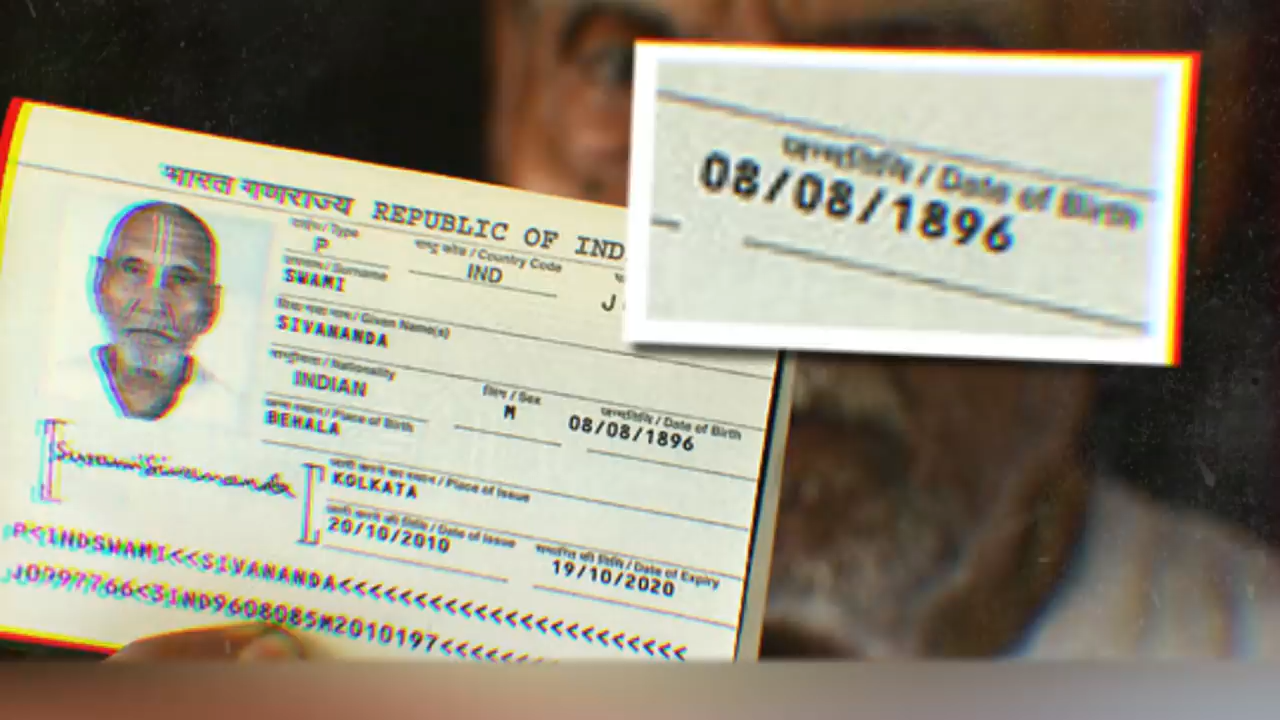 भारत गणराज्य REPUBLIC OF IND
टाइप / Type
P
राष्ट्र कोड / Country Code
IND
J
उपनाम / Surname
SWAMI
दिया गया नाम / Given Name(s)
SIVANANDA
राष्ट्रीयता / Nationality
INDIAN
लिंग / Sex
M
जन्मतिथि / Date of Birth
08/08/1896
जन्म स्थान / Place of Birth
BEHALA
जारी करने का स्थान / Place of Issue
KOLKATA
जारी करने की तिथि / Date of Issue
20/10/2010
समाप्ति की तिथि / Date of Expiry
19/10/2020
Swami Sivananda
P<INDSWAMI<<SIVANANDA<<<<<<<<<<<<<<<<<<<<<<<
<3IND9608085M2010197<<<<<<<
जन्मतिथि / Date of Birth
08/08/1896